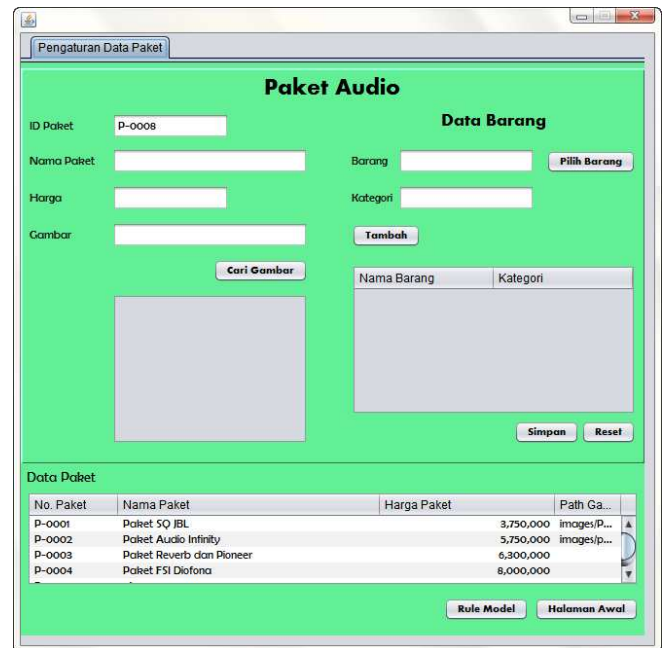 Pengaturan Data Paket
Paket Audio
ID Paket P-0008
Data Barang
Nama Paket
Barang Pilih Barang
Harga
Kategori
Gambar
Tambah
Cari Gambar
Nama Barang Kategori
Simpan Reset
Data Paket
No. Paket Nama Paket Harga Paket Path Ga...
P-0001 Paket SQ JBL 3,750,000 images/P...
P-0002 Paket Audio Infinity 5,750,000 images/p...
P-0003 Paket Reverb dan Pioneer 6,300,000
P-0004 Paket FSI Diofona 8,000,000
Rule Model Halaman Awal